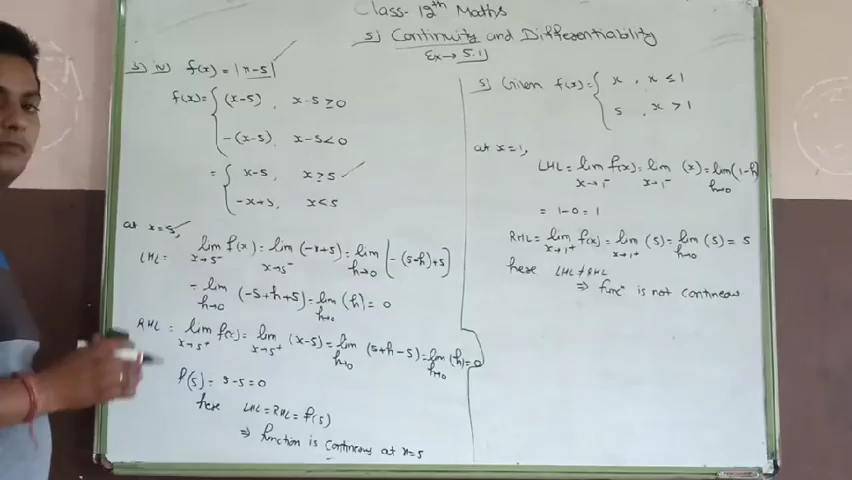 Class- 12th Maths
5) Continuity and Differentiability
Ex→ 5.1
3) iv) f(x) = |x-5|
f(x) = { (x-5) , x-5≥0
-(x-5) , x-5<0
= { x-5 , x≥5
-x+5 , x<5
at x=5,
LHL = lim x→5⁻ f(x) = lim x→5⁻ (-x+5) = lim h→0 [-(5-h)+5]
= lim h→0 (-5+h+5) = lim h→0 (h) = 0
RHL = lim x→5⁺ f(x) = lim x→5⁺ (x-5) = lim h→0 (5+h-5) = lim h→0 (h) = 0
f(5) = 5-5=0
here LHL = RHL = f(5)
⇒ function is contineous at x=5
5) Given f(x) = { x , x≤1
5 , x>1
at x=1,
LHL = lim x→1⁻ f(x) = lim x→1⁻ (x) = lim h→0 (1-h)
= 1-0 = 1
RHL = lim x→1⁺ f(x) = lim x→1⁺ (5) = lim h→0 (5) = 5
here LHL ≠ RHL
⇒ funcⁿ is not contineous